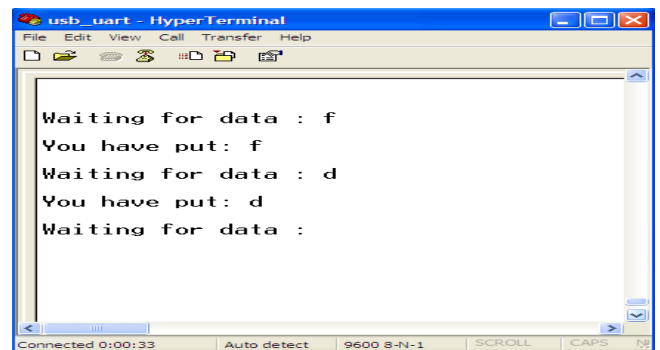 usb_uart - HyperTerminal
File Edit View Call Transfer Help
Waiting for data : f
You have put: f
Waiting for data : d
You have put: d
Waiting for data :
Connected 0:00:33 Auto detect 9600 8-N-1 SCROLL CAPS